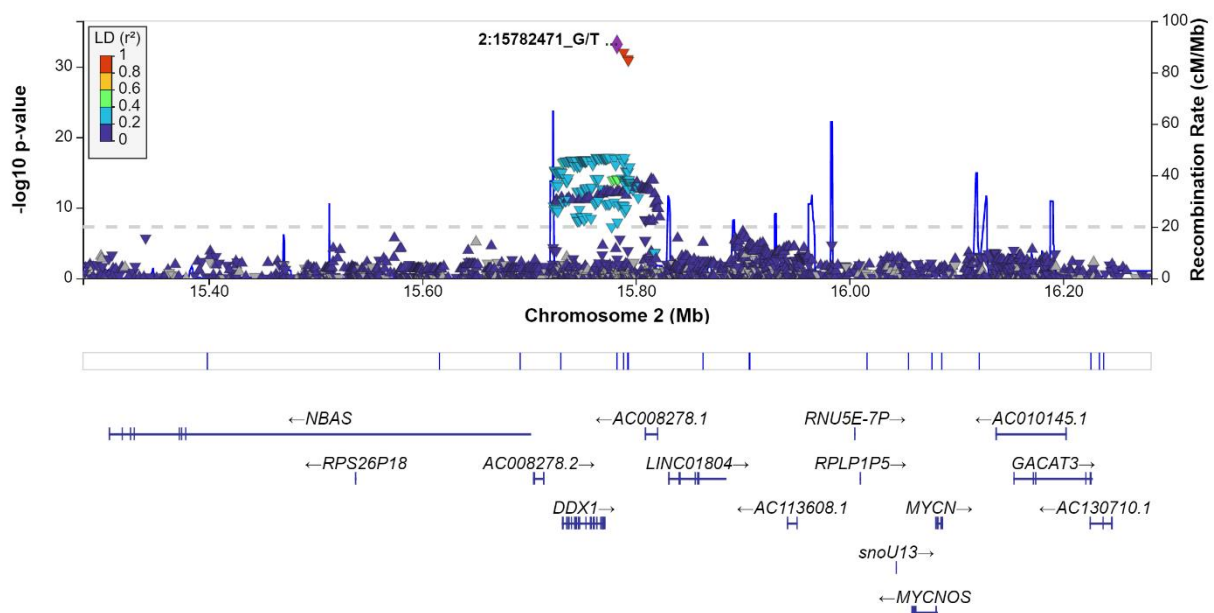 LD (r²)
1
0.8
0.6
0.4
0.2
0
2:15782471_G/T ..
-log10 p-value
30
20
10
0
Recombination Rate (cM/Mb)
100
80
60
40
20
0
15.40 15.60 15.80 16.00 16.20
Chromosome 2 (Mb)
←NBAS ←AC008278.1 RNU5E-7P→ ←AC010145.1
←RPS26P18 AC008278.2→ LINC01804→ RPLP1P5→ GACAT3→
DDX1→ ←AC113608.1 MYCN→ ←AC130710.1
snoU13→
←MYCNOS